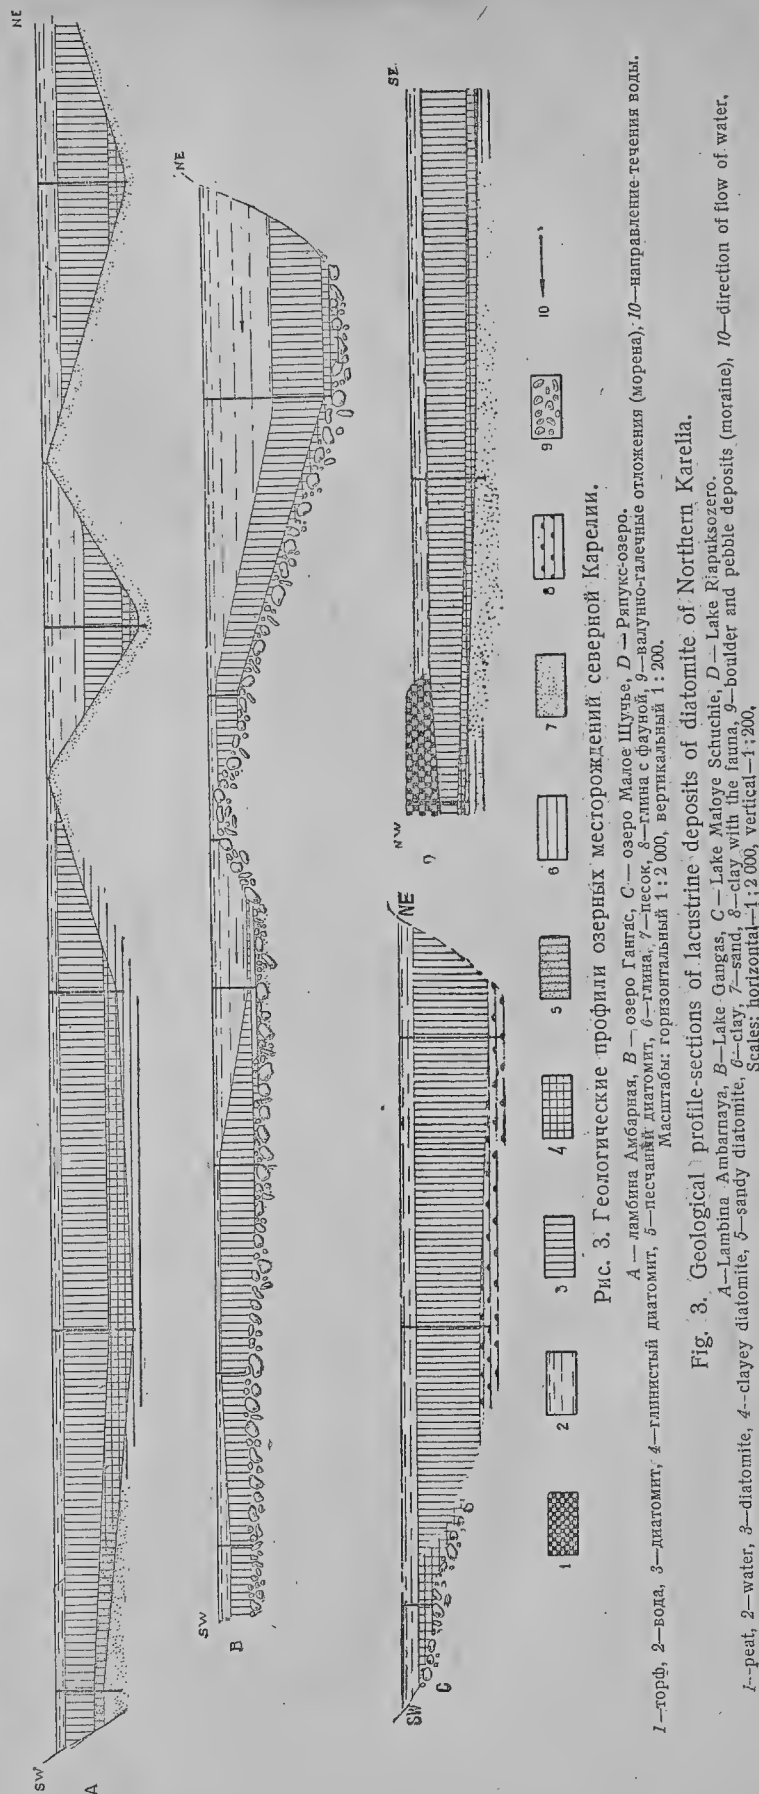 SW
NE
A
SW
NE
B
SW
NE
C
NW
SE
1 2 3 4 5 6 7 8 9 10
Рис. 3. Геологические профили озерных месторождений северной Карелии.
А — ламбина Амбарная, В — озеро Гангас, С — озеро Малое Щучье, D — Ряпукс-озеро.
1—торф, 2—вода, 3—диатомит, 4—глинистый диатомит, 5—песчаный диатомит, 6—глина, 7—песок, 8—глина с фауной, 9—валунно-галечные отложения (морена), 10—направление течения воды.
Масштабы: горизонтальный 1 : 2 000, вертикальный 1 : 200.
Fig. 3. Geological profile-sections of lacustrine deposits of diatomite of Northern Karelia.
A—Lambina Ambarnaya, B—Lake Gangas, C—Lake Maloye Schuchie, D—Lake Riapuksozero.
1--peat, 2—water, 3—diatomite, 4--clayey diatomite, 5—sandy diatomite, 6—clay, 7—sand, 8—clay with the fauna, 9—boulder and pebble deposits (moraine), 10—direction of flow of water,
Scales: horizontal—1:2 000, vertical—1:200,